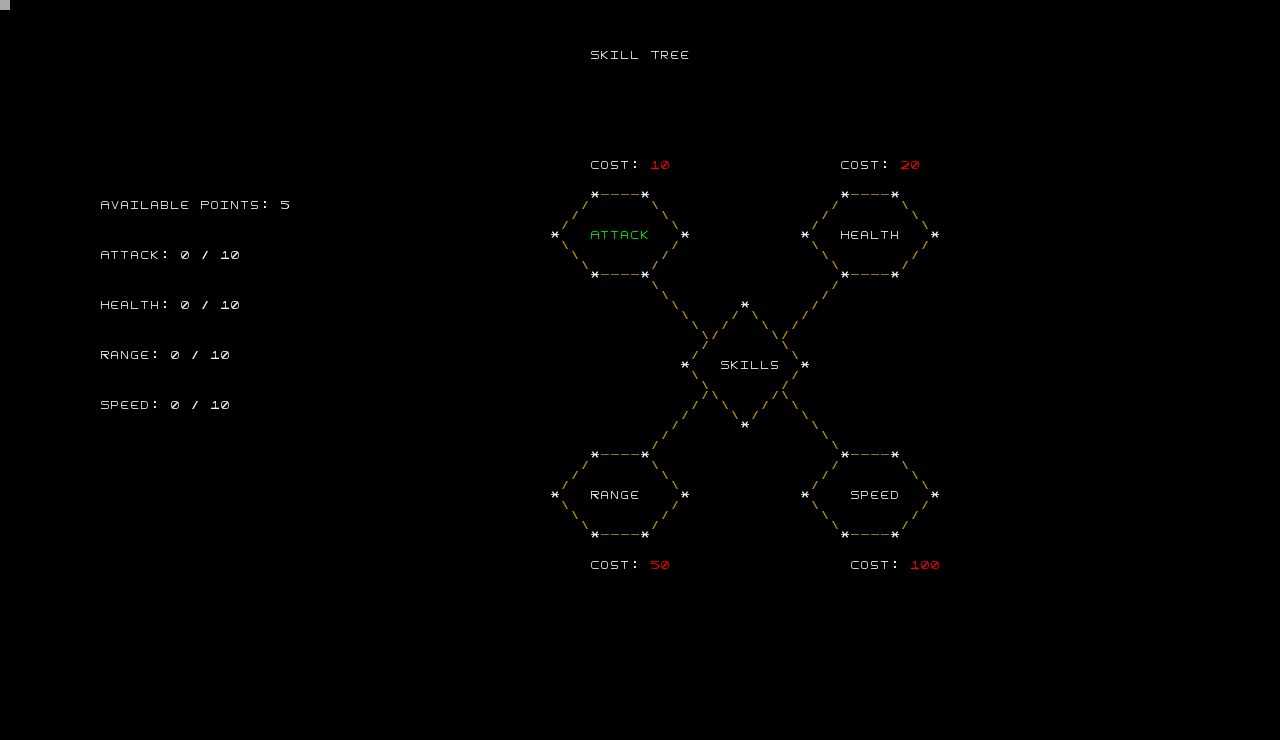 SKILL TREE
COST: 10
COST: 20
AVAILABLE POINTS: 5
ATTACK
HEALTH
ATTACK: 0 / 10
HEALTH: 0 / 10
RANGE: 0 / 10
SKILLS
SPEED: 0 / 10
RANGE
SPEED
COST: 50
COST: 100